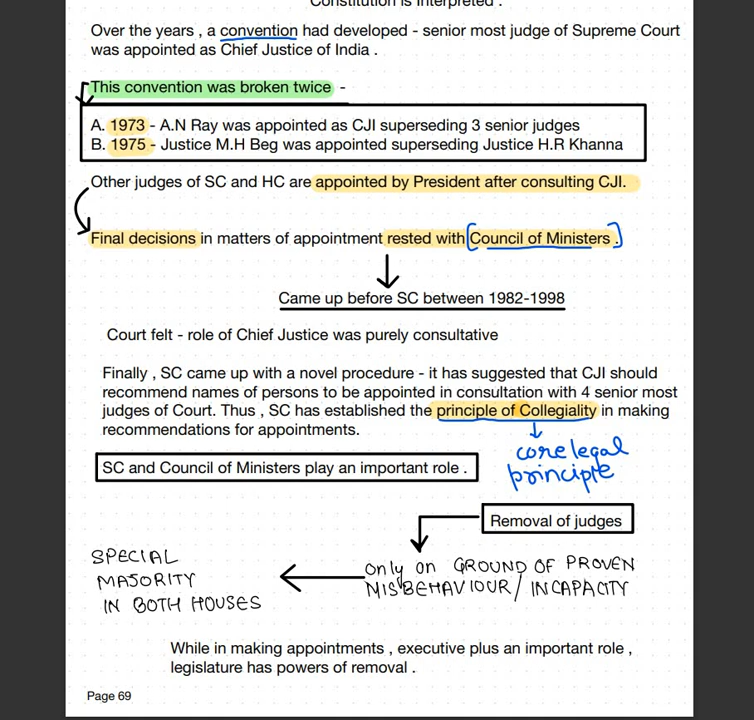 Constitution is interpreted .
Over the years , a convention had developed - senior most judge of Supreme Court
was appointed as Chief Justice of India .
This convention was broken twice -
A. 1973 - A.N Ray was appointed as CJI superseding 3 senior judges
B. 1975 - Justice M.H Beg was appointed superseding Justice H.R Khanna
Other judges of SC and HC are appointed by President after consulting CJI.
Final decisions in matters of appointment rested with [Council of Ministers .]
Came up before SC between 1982-1998
Court felt - role of Chief Justice was purely consultative
Finally , SC came up with a novel procedure - it has suggested that CJI should
recommend names of persons to be appointed in consultation with 4 senior most
judges of Court. Thus , SC has established the principle of Collegiality in making
recommendations for appointments.
core legal
principle
SC and Council of Ministers play an important role .
Removal of judges
only on GROUND OF PROVEN
MISBEHAVIOUR / INCAPACITY
SPECIAL
MAJORITY
IN BOTH HOUSES
While in making appointments , executive plus an important role ,
legislature has powers of removal .
Page 69